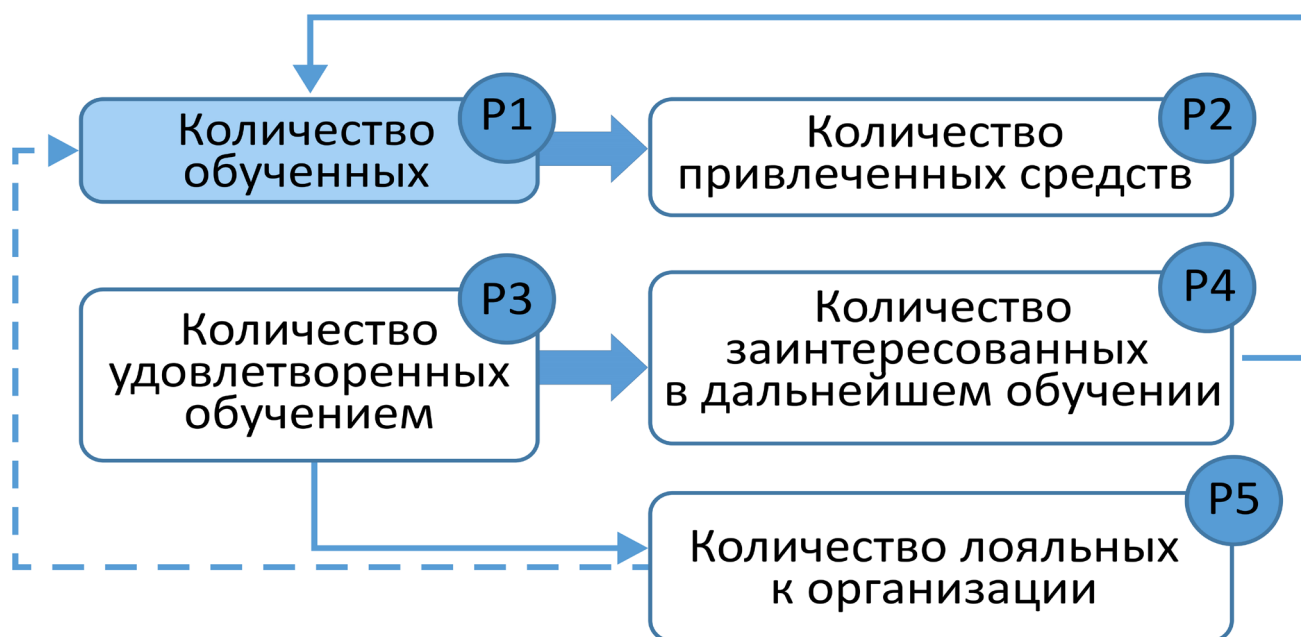 Количество
обученных
P1
Количество
привлеченных средств
P2
Количество
удовлетворенных
обучением
P3
Количество
заинтересованных
в дальнейшем обучении
P4
Количество лояльных
к организации
P5